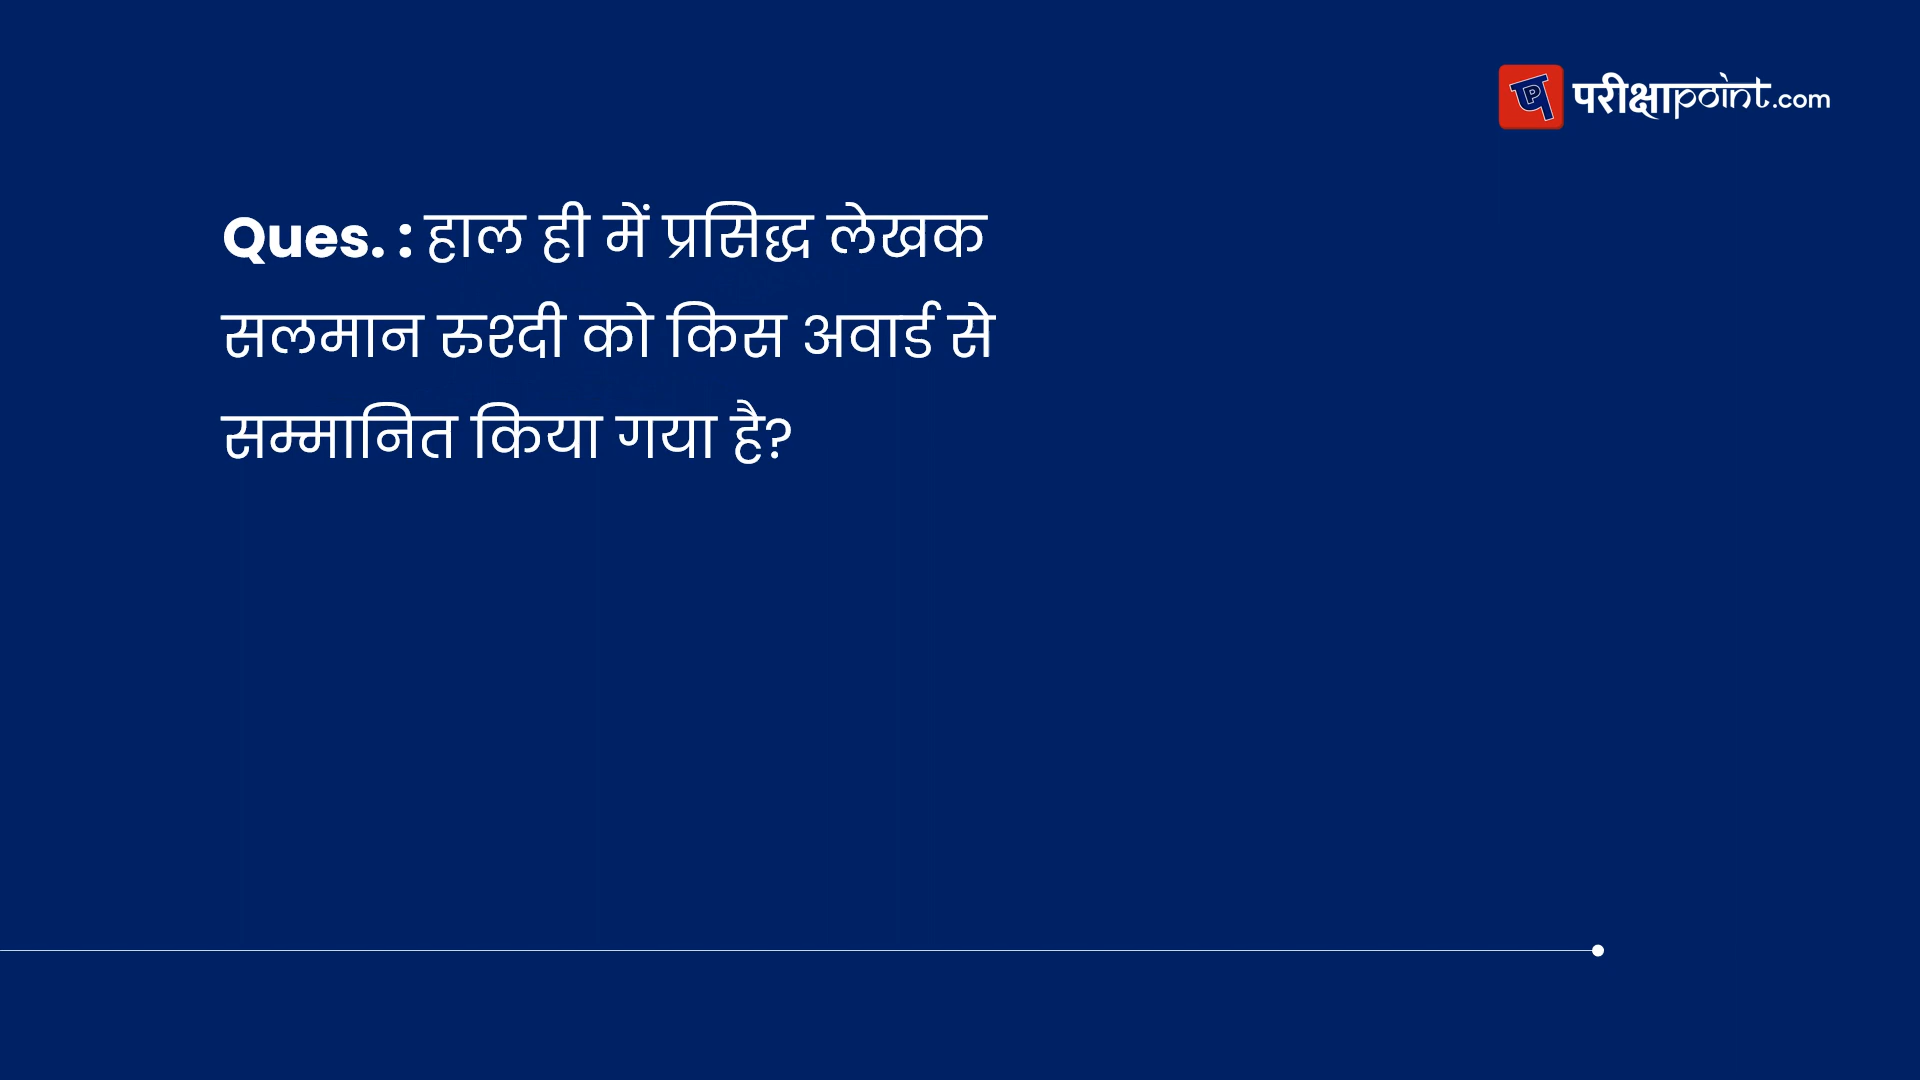 परीक्षाpoint.com
Ques. : हाल ही में प्रसिद्ध लेखक
सलमान रुश्दी को किस अवार्ड से
सम्मानित किया गया है?